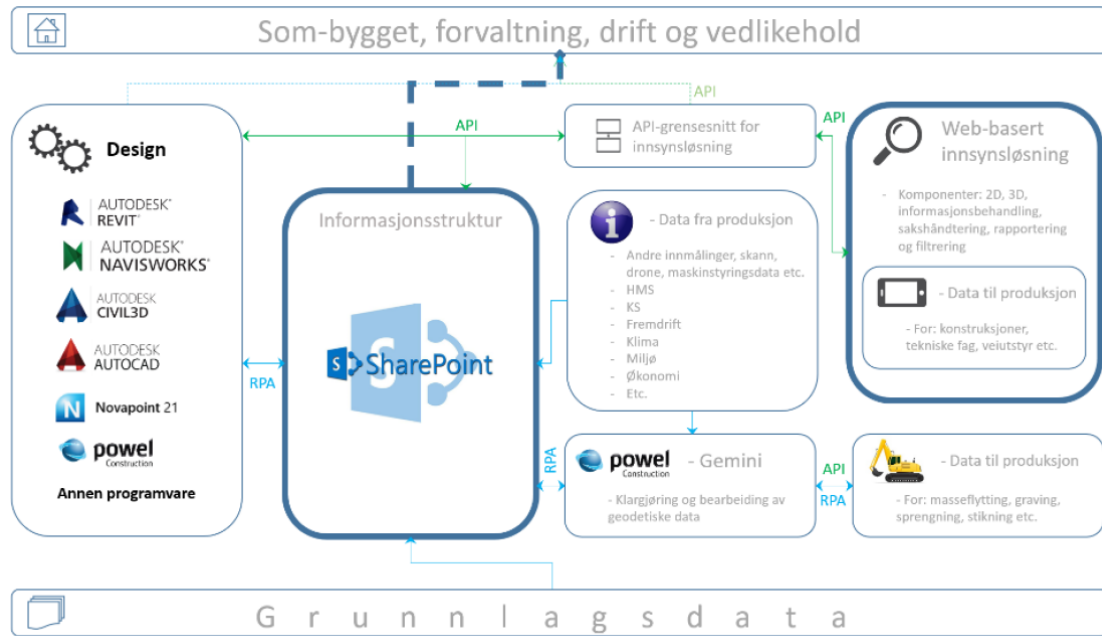 Som-bygget, forvaltning, drift og vedlikehold
API
API
API
Design
AUTODESK®
REVIT®
AUTODESK®
NAVISWORKS®
AUTODESK
CIVIL3D
AUTODESK
AUTOCAD
N
Novapoint 21
powel
Construction
Annen programvare
RPA
Informasjonsstruktur
S
S
SharePoint
API-grensesnitt for
innsynsløsning
i
- Data fra produksjon
- Andre innmålinger, skann,
drone, maskinstyringsdata etc.
- HMS
- KS
- Fremdrift
- Klima
- Miljø
- Økonomi
- Etc.
Web-basert
innsynsløsning
- Komponenter: 2D, 3D,
informasjonsbehandling,
sakshåndtering, rapportering
og filtrering
- Data til produksjon
- For: konstruksjoner,
tekniske fag, veiutstyr etc.
RPA
powel
Construction
- Gemini
- Klargjøring og bearbeiding av
geodetiske data
API
RPA
- Data til produksjon
- For: masseflytting, graving,
sprengning, stikning etc.
G r u n n l a g s d a t a